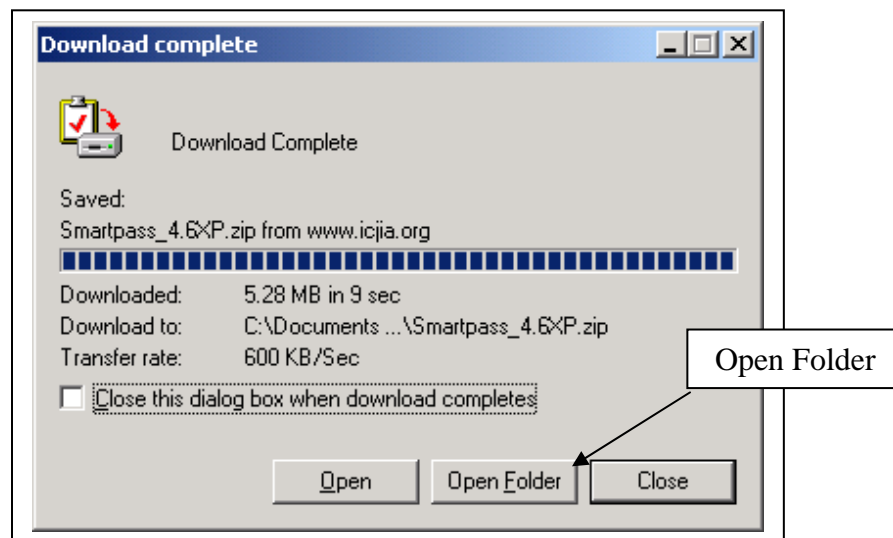 Download complete
Download Complete
Saved:
Smartpass_4.6XP.zip from www.icjia.org
Downloaded: 5.28 MB in 9 sec
Download to: C:\Documents ...\Smartpass_4.6XP.zip
Transfer rate: 600 KB/Sec
Close this dialog box when download completes
Open Open Folder Close
Open Folder